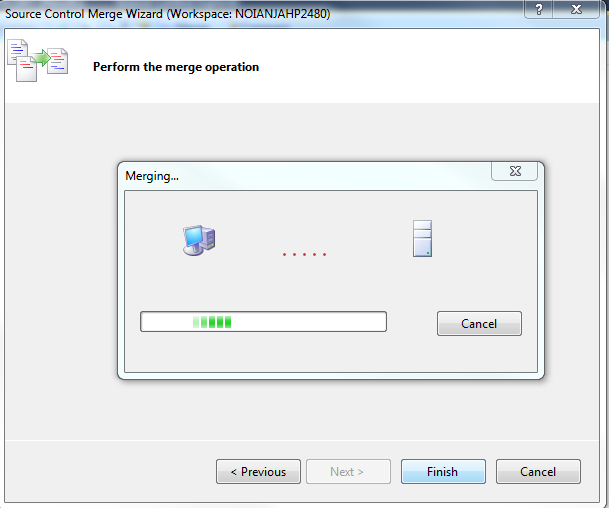 Source Control Merge Wizard (Workspace: NOIANJAHP2480)
?
Perform the merge operation
Merging...
Cancel
< Previous
Next >
Finish
Cancel